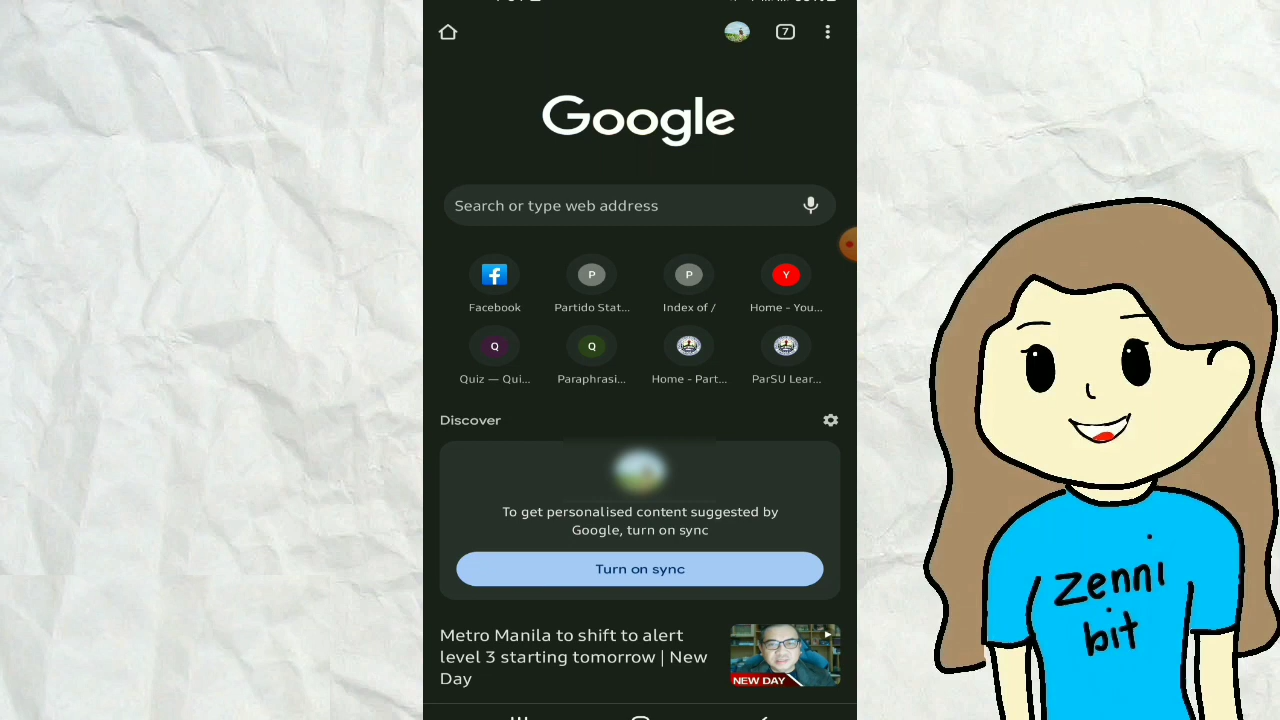 7
Google
Search or type web address
f
P
P
Y
Facebook
Partido Stat...
Index of /
Home - You...
Q
Q
Quiz — Qui...
Paraphrasi...
Home - Part...
ParSU Lear...
Discover
To get personalised content suggested by
Google, turn on sync
Turn on sync
Metro Manila to shift to alert
level 3 starting tomorrow | New
Day
NEW DAY
Zenni
bit